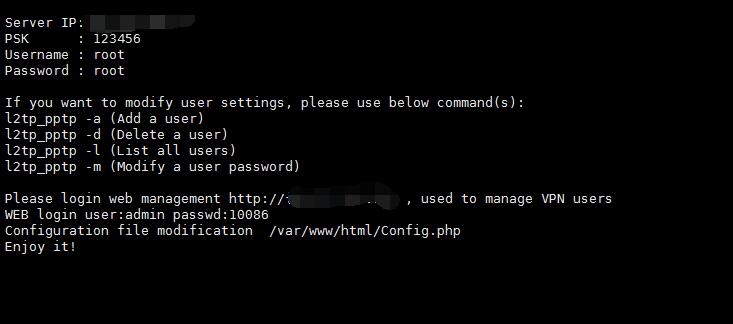 Server IP:
PSK      : 123456
Username : root
Password : root
If you want to modify user settings, please use below command(s):
l2tp_pptp -a (Add a user)
l2tp_pptp -d (Delete a user)
l2tp_pptp -l (List all users)
l2tp_pptp -m (Modify a user password)
Please login web management http:// , used to manage VPN users
WEB login user:admin passwd:10086
Configuration file modification  /var/www/html/Config.php
Enjoy it!